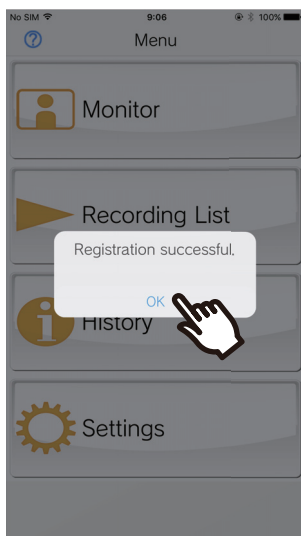 No SIM 9:06 100%
? Menu
Monitor
Recording List
Registration successful.
OK
History
Settings